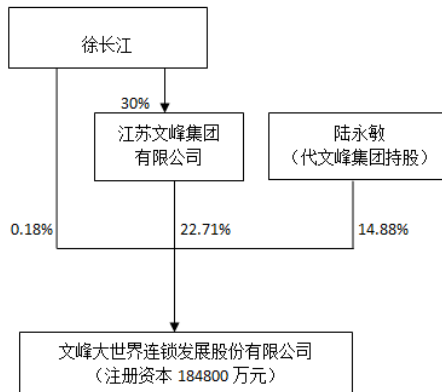 徐长江
30%
江苏文峰集团
有限公司
陆永敏
（代文峰集团持股）
0.18%
22.71%
14.88%
文峰大世界连锁发展股份有限公司
（注册资本 184800 万元）